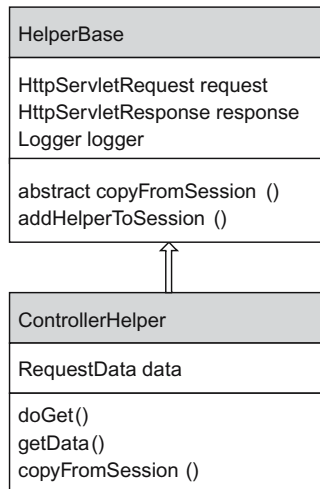 HelperBase
HttpServletRequest request
HttpServletResponse response
Logger logger
abstract copyFromSession ()
addHelperToSession ()
ControllerHelper
RequestData data
doGet()
getData()
copyFromSession ()